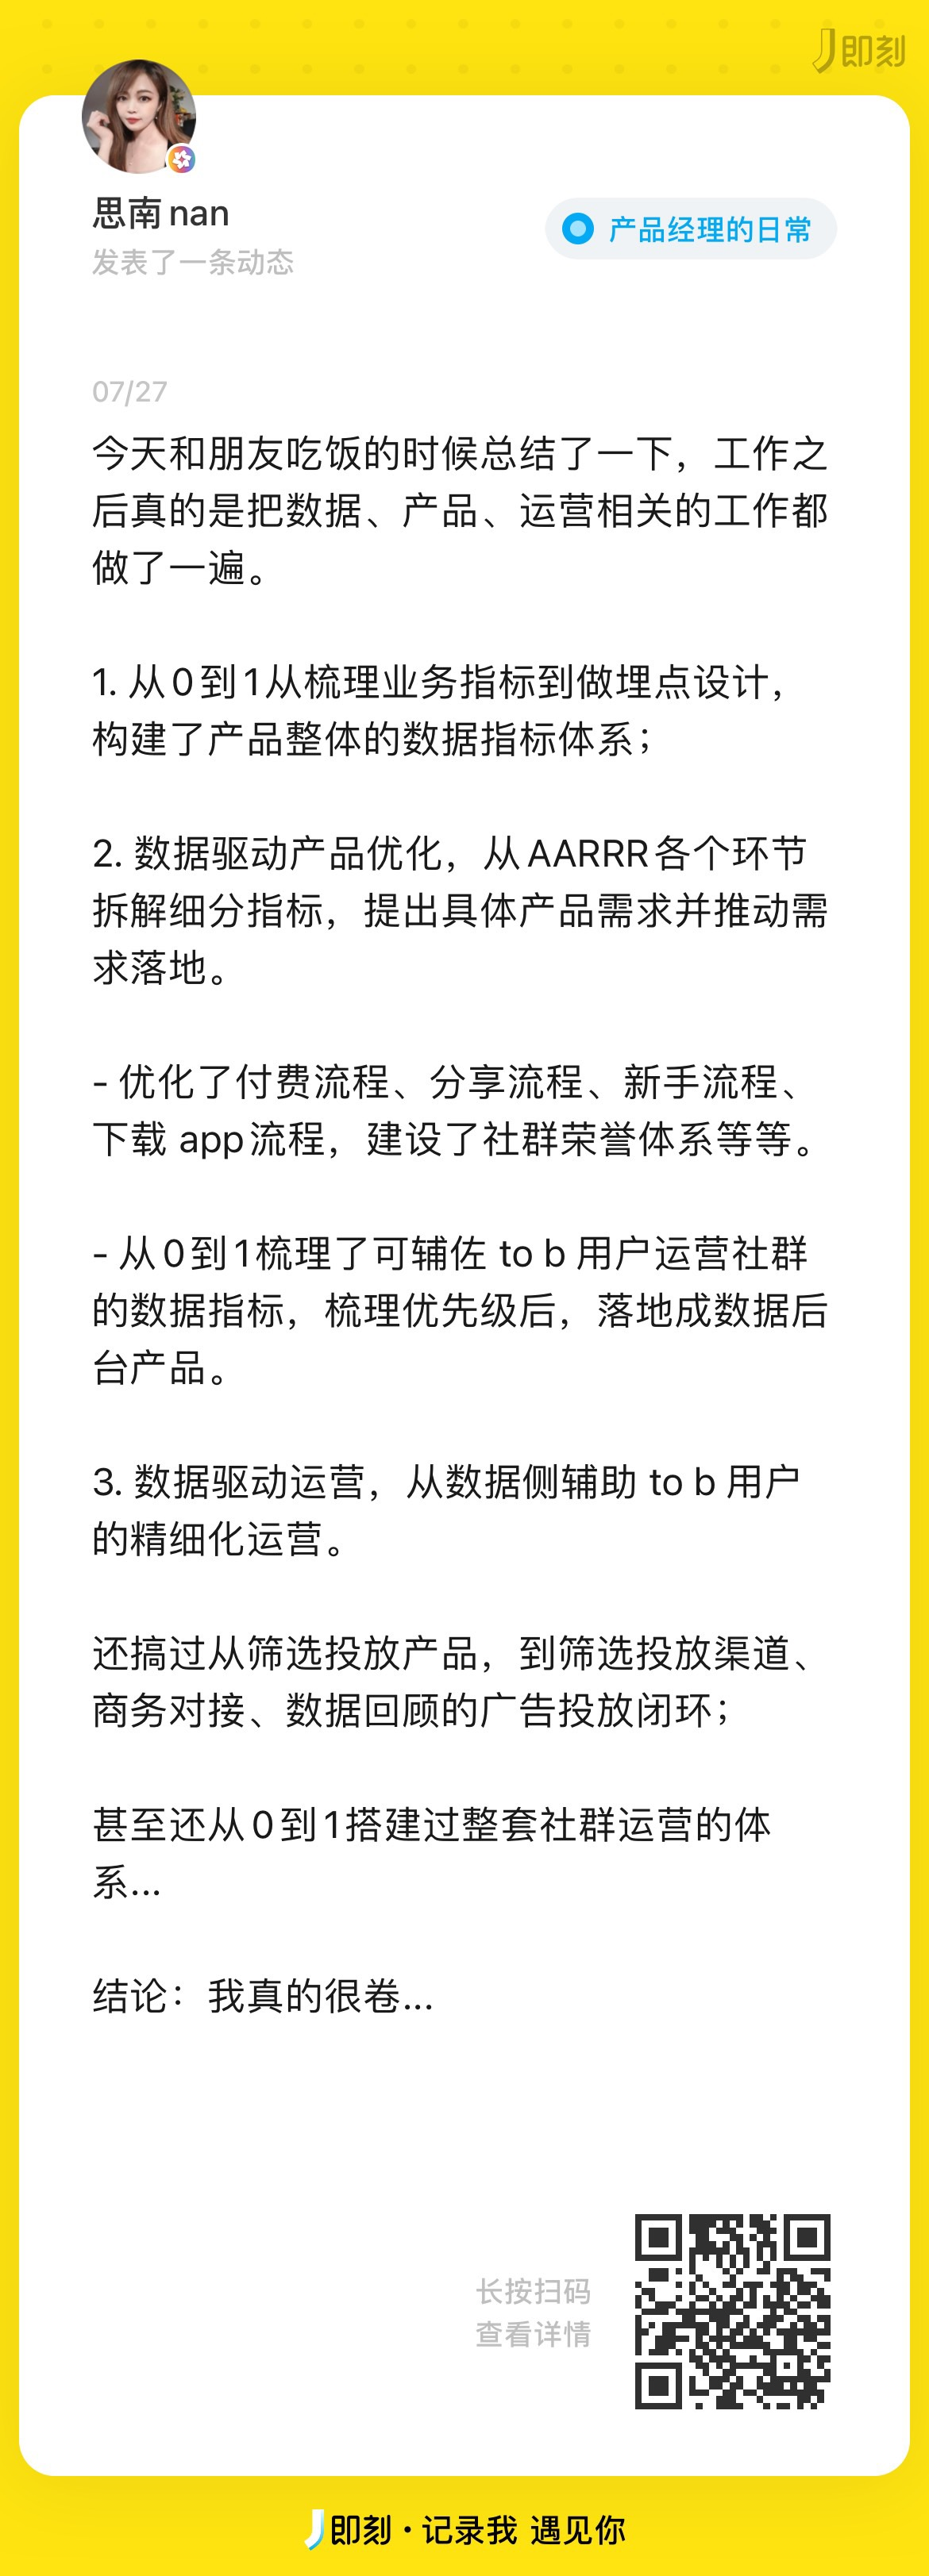 即刻
思南nan
产品经理的日常
发表了一条动态
07/27
今天和朋友吃饭的时候总结了一下，工作之
后真的是把数据、产品、运营相关的工作都
做了一遍。
1. 从0到1从梳理业务指标到做埋点设计，
构建了产品整体的数据指标体系；
2. 数据驱动产品优化，从AARRR各个环节
拆解细分指标，提出具体产品需求并推动需
求落地。
- 优化了付费流程、分享流程、新手流程、
下载 app流程，建设了社群荣誉体系等等。
- 从0到1梳理了可辅佐 to b 用户运营社群
的数据指标，梳理优先级后，落地成数据后
台产品。
3. 数据驱动运营，从数据侧辅助 to b 用户
的精细化运营。
还搞过从筛选投放产品，到筛选投放渠道、
商务对接、数据回顾的广告投放闭环；
甚至还从0到1搭建过整套社群运营的体
系...
结论：我真的很卷...
长按扫码
查看详情
即刻·记录我 遇见你